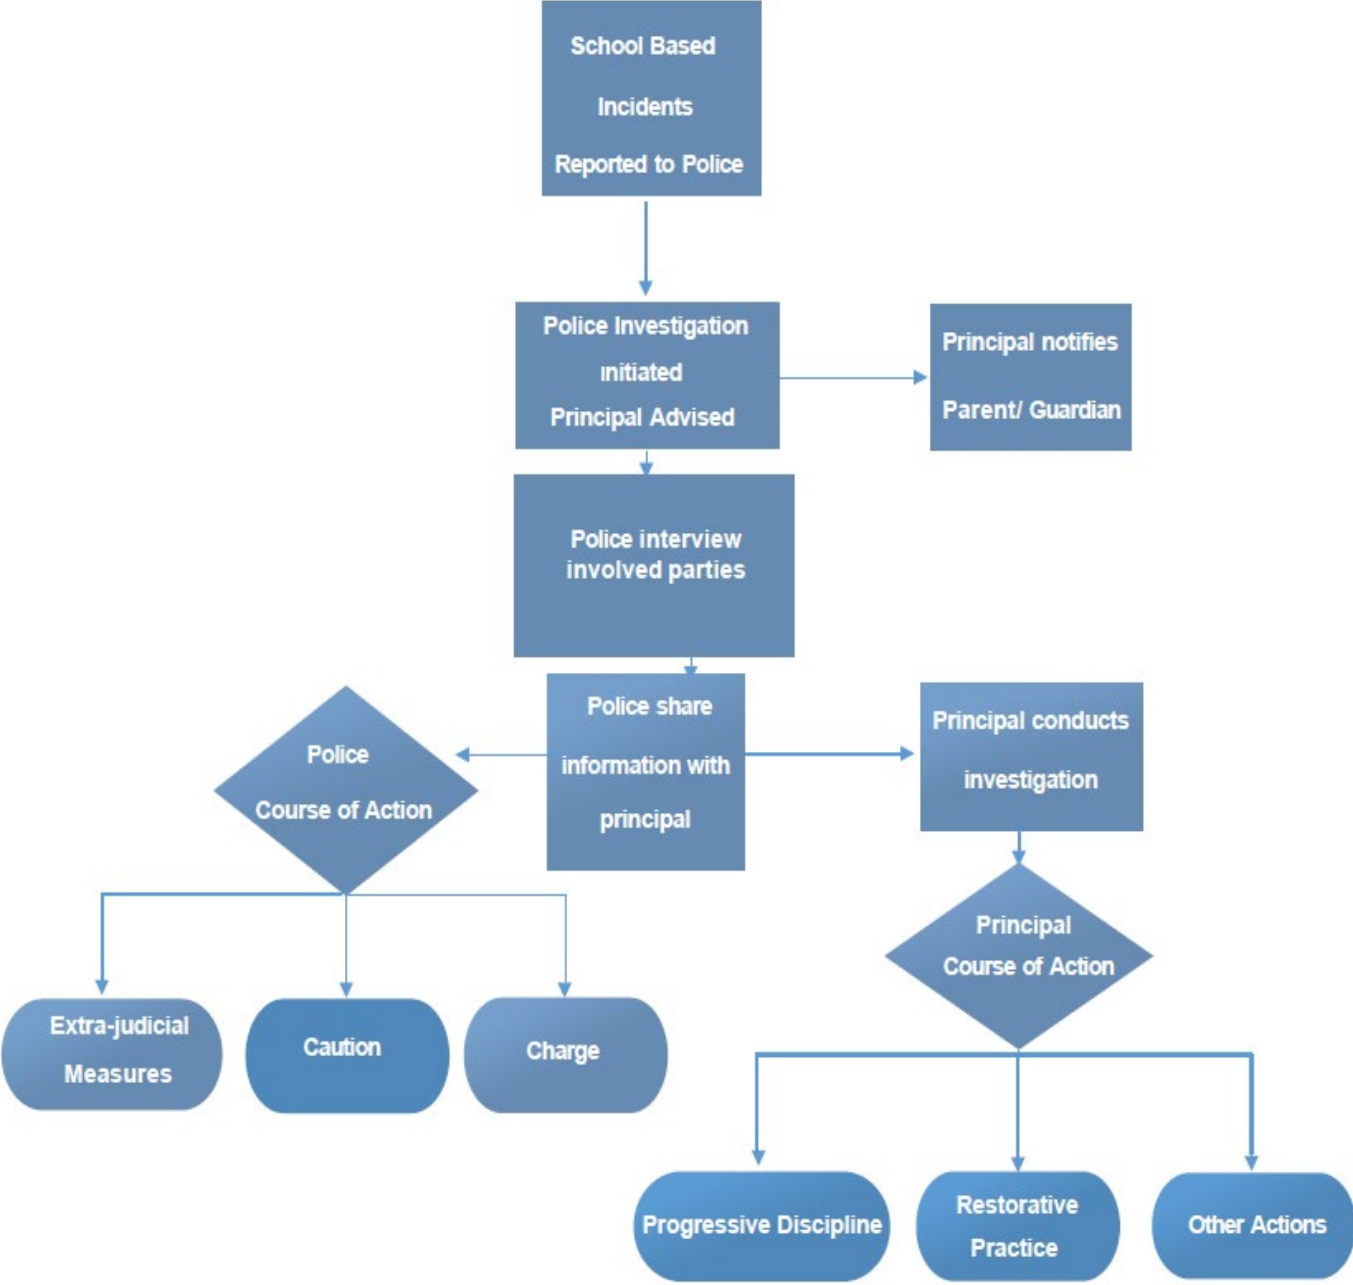 School Based
Incidents
Reported to Police
Police Investigation
ınitiated
Principal Advised
Principal notifies
Parent/ Guardian
Police interview
involved parties
Police share
information with
principal
Police
Course of Action
Principal conducts
investigation
Principal
Course of Action
Extra-judicial
Measures
Caution
Charge
Progressive Discipline
Restorative
Practice
Other Actions